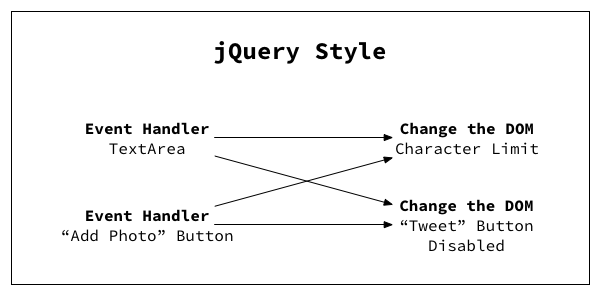 jQuery Style
Event Handler
TextArea
Change the DOM
Character Limit
Event Handler
“Add Photo” Button
Change the DOM
“Tweet” Button
Disabled